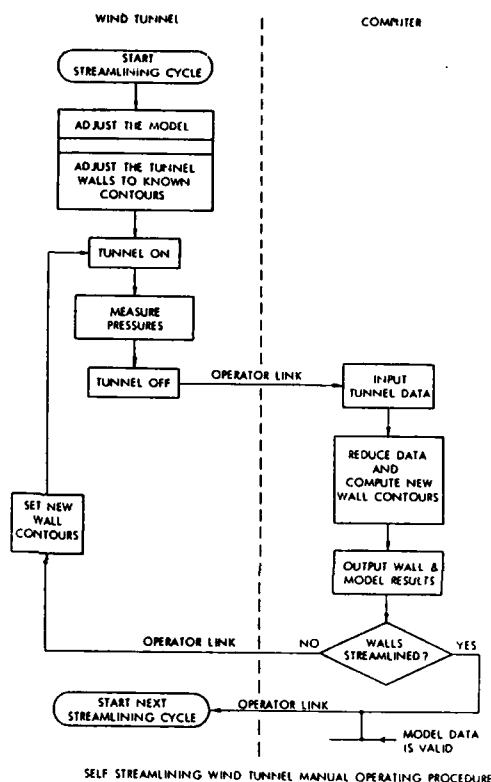 WIND TUNNEL
COMPUTER
START
STREAMLINING CYCLE
ADJUST THE MODEL
ADJUST THE TUNNEL
WALLS TO KNOWN
CONTOURS
TUNNEL ON
MEASURE
PRESSURES
TUNNEL OFF
OPERATOR LINK
INPUT
TUNNEL DATA
REDUCE DATA
AND
COMPUTE NEW
WALL CONTOURS
SET NEW
WALL
CONTOURS
OUTPUT WALL &
MODEL RESULTS
OPERATOR LINK
NO
WALLS
STREAMLINED?
YES
START NEXT
STREAMLINING CYCLE
OPERATOR LINK
MODEL DATA
IS VALID
SELF STREAMLINING WIND TUNNEL MANUAL OPERATING PROCEDURE